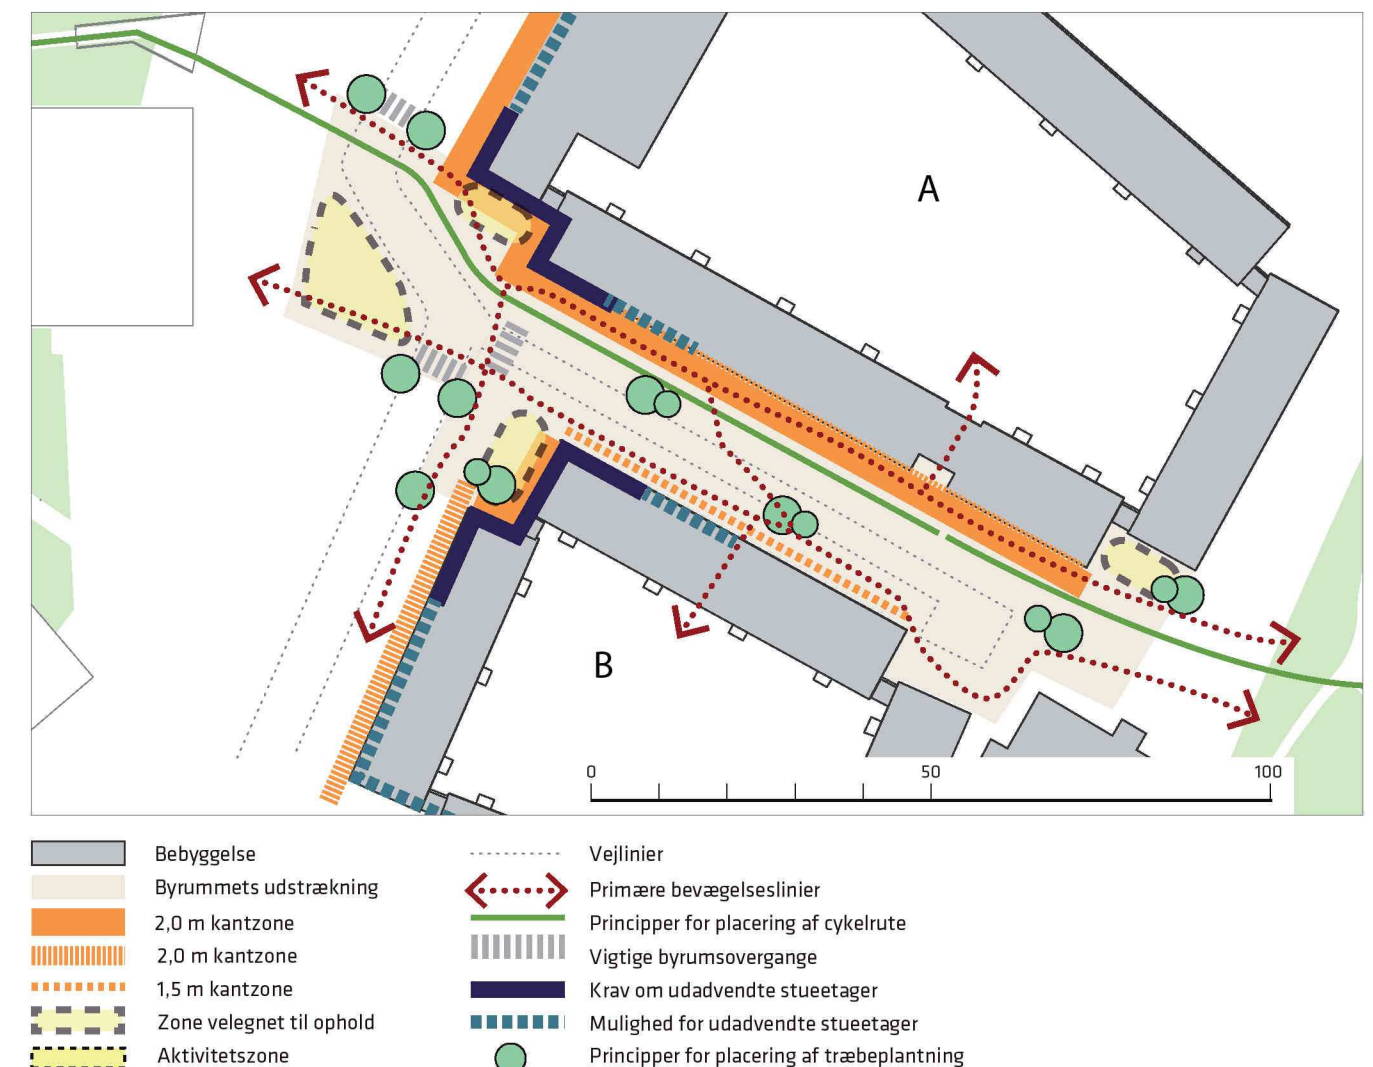 A
B
0 50 100
Bebyggelse
Byrummets udstrækning
2,0 m kantzone
2,0 m kantzone
1,5 m kantzone
Zone velegnet til ophold
Aktivitetszone
Vejlinier
Primære bevægelseslinier
Principper for placering af cykelrute
Vigtige byrumsovergange
Krav om udadvendte stueetager
Mulighed for udadvendte stueetager
Principper for placering af træbeplantning